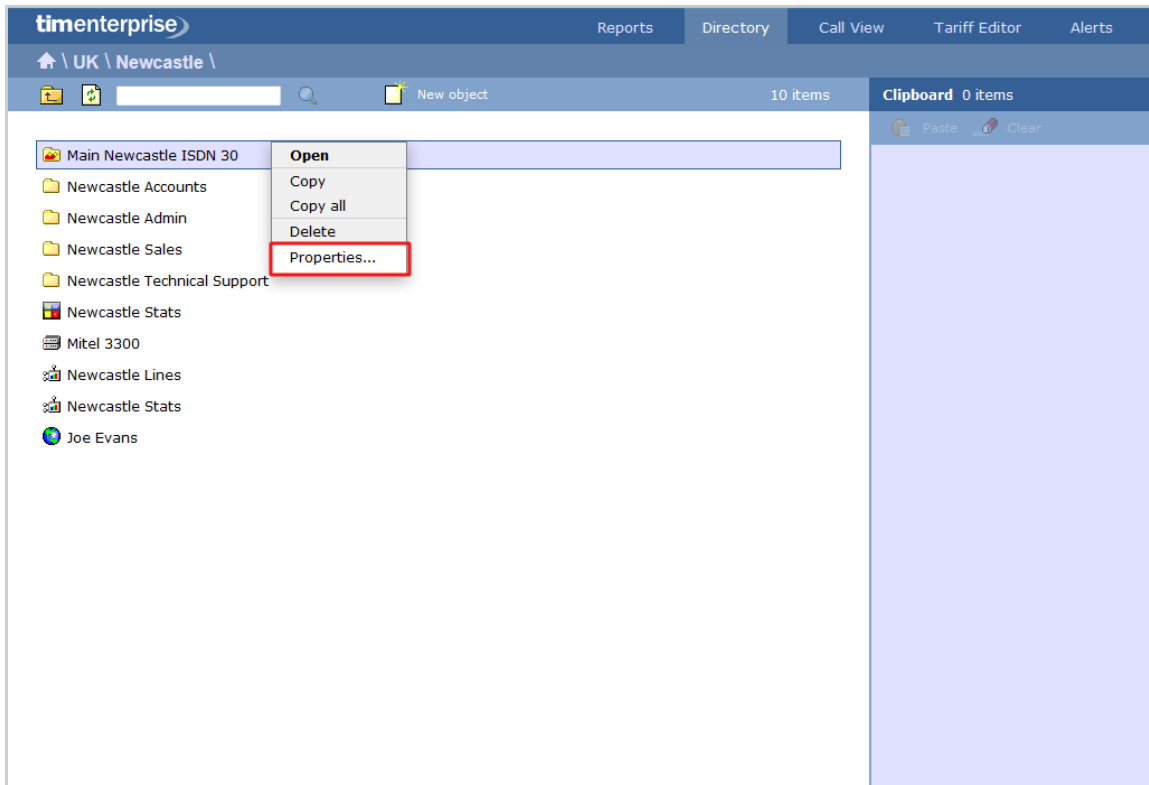 timenterprise
Reports Directory Call View Tariff Editor Alerts
\ UK \ Newcastle \
New object 10 items Clipboard 0 items
Paste Clear
Main Newcastle ISDN 30
Newcastle Accounts
Newcastle Admin
Newcastle Sales
Newcastle Technical Support
Newcastle Stats
Mitel 3300
Newcastle Lines
Newcastle Stats
Joe Evans
Open
Copy
Copy all
Delete
Properties...